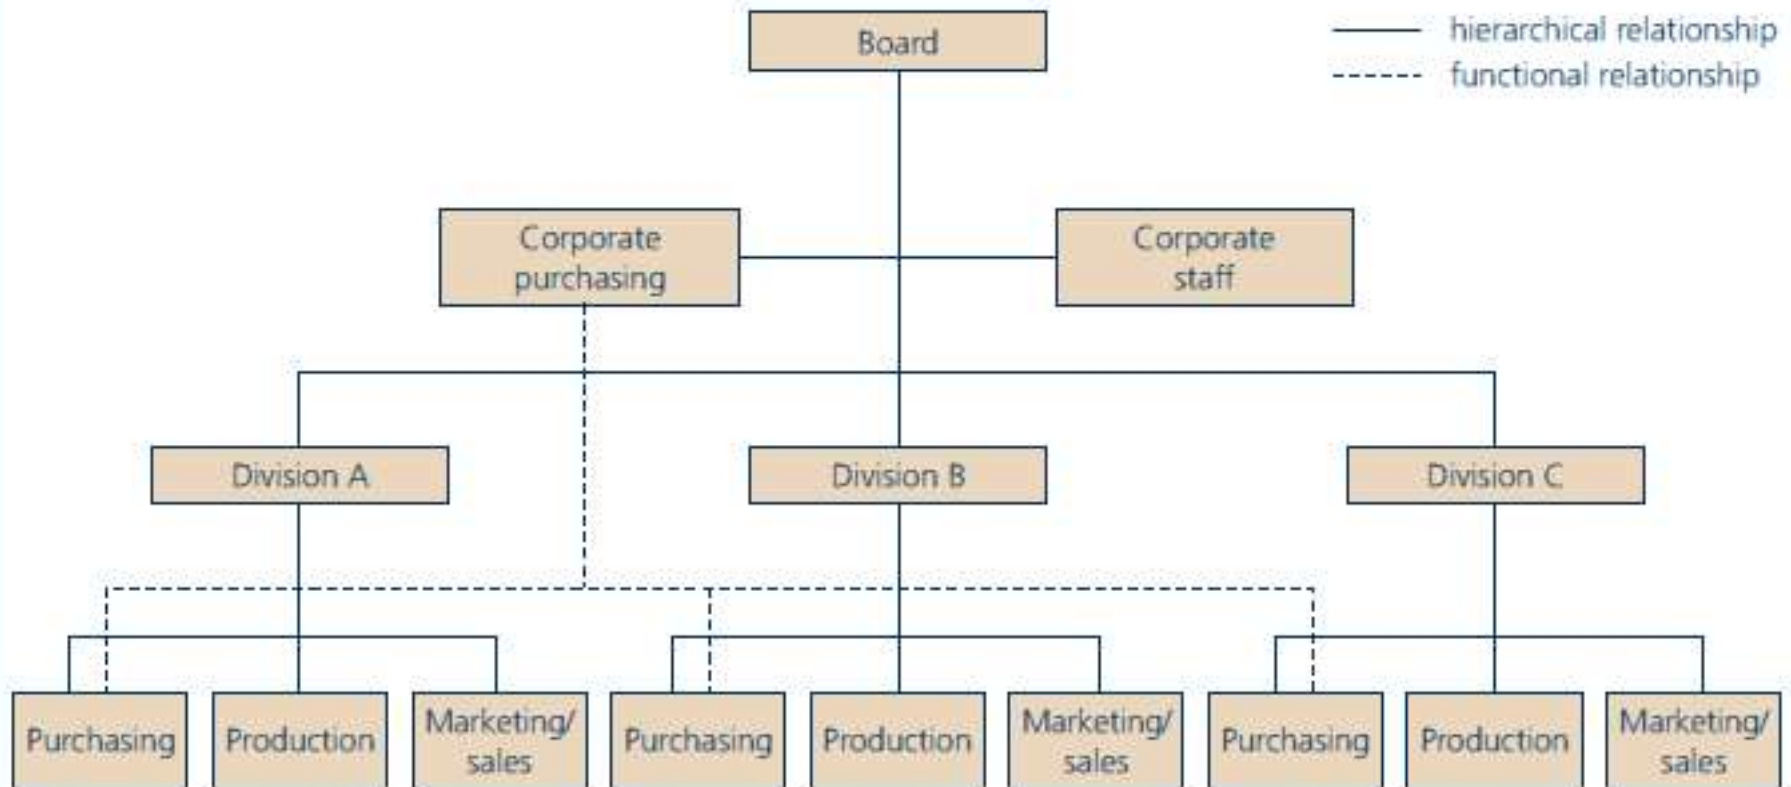 Board
hierarchical relationship
functional relationship
Corporate
purchasing
Corporate
staff
Division A
Division B
Division C
Purchasing
Production
Marketing/
sales
Purchasing
Production
Marketing/
sales
Purchasing
Production
Marketing/
sales